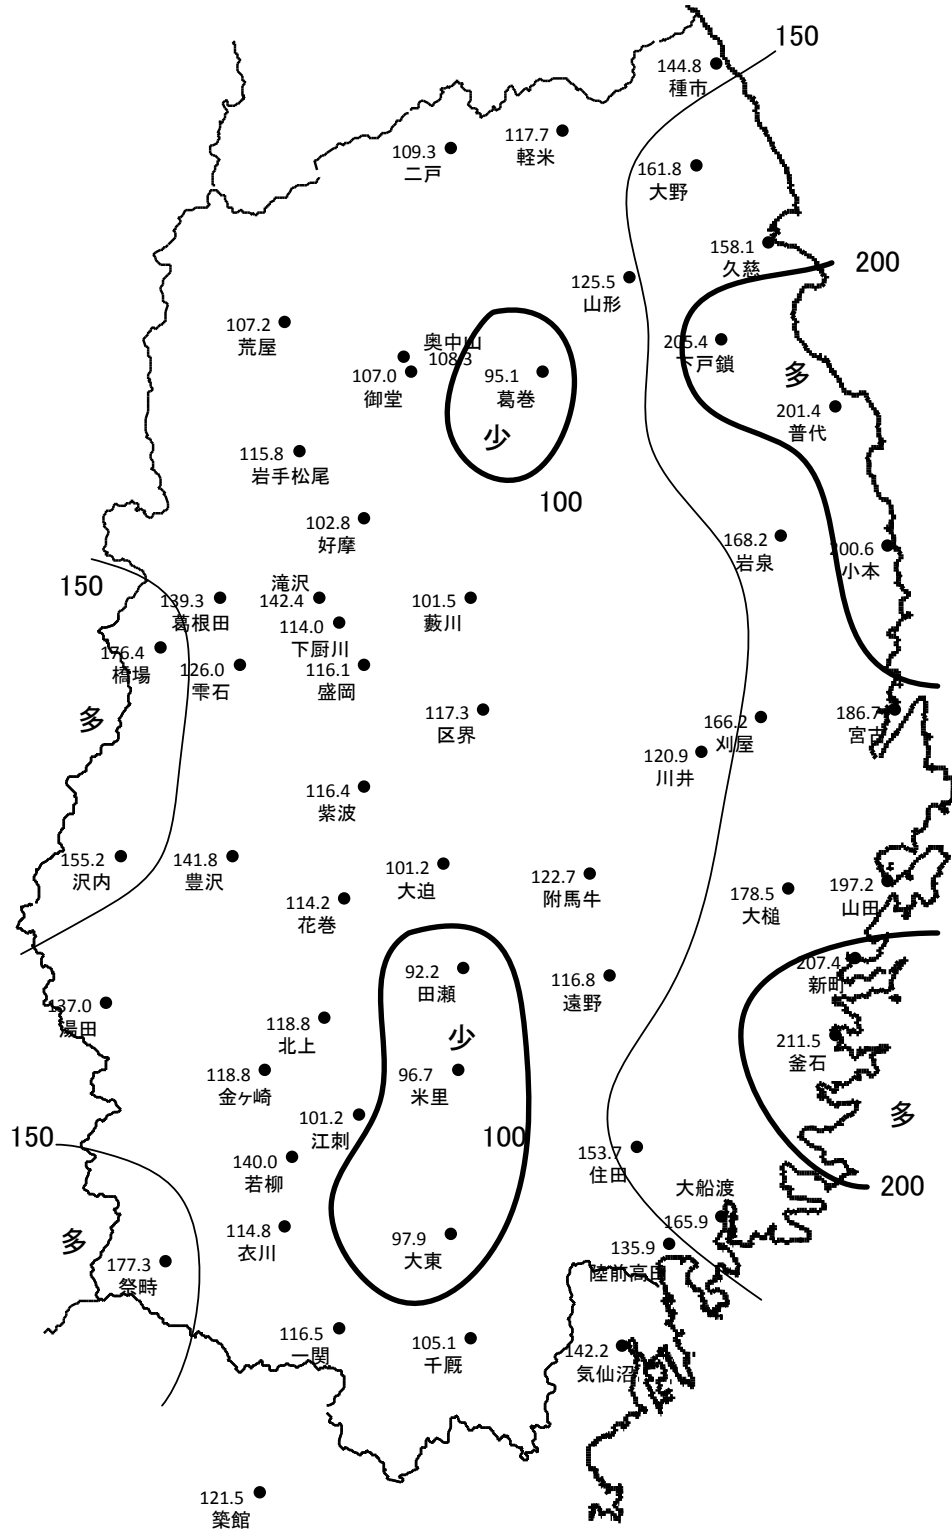 150
144.8
種市
117.7
軽米
109.3
二戸
161.8
大野
158.1
久慈
200
125.5
山形
107.2
荒屋
奥中山
108.3
107.0
御堂
95.1
葛巻
少
100
205.4
下戸鎖
多
201.4
普代
115.8
岩手松尾
102.8
好摩
168.2
岩泉
200.6
小本
150
139.3
葛根田
滝沢
142.4
114.0
下厨川
101.5
藪川
176.4
橋場
126.0
雫石
116.1
盛岡
多
117.3
区界
166.2
刈屋
186.7
宮古
120.9
川井
116.4
紫波
155.2
沢内
141.8
豊沢
101.2
大迫
122.7
附馬牛
178.5
大槌
197.2
山田
114.2
花巻
92.2
田瀬
116.8
遠野
207.4
新町
137.0
湯田
118.8
北上
少
211.5
釜石
118.8
金ヶ崎
96.7
米里
多
101.2
江刺
150
100
140.0
若柳
153.7
住田
大船渡
165.9
200
114.8
衣川
97.9
大東
135.9
陸前高田
多
177.3
祭畤
116.5
一関
105.1
千厩
142.2
気仙沼
121.5
築館